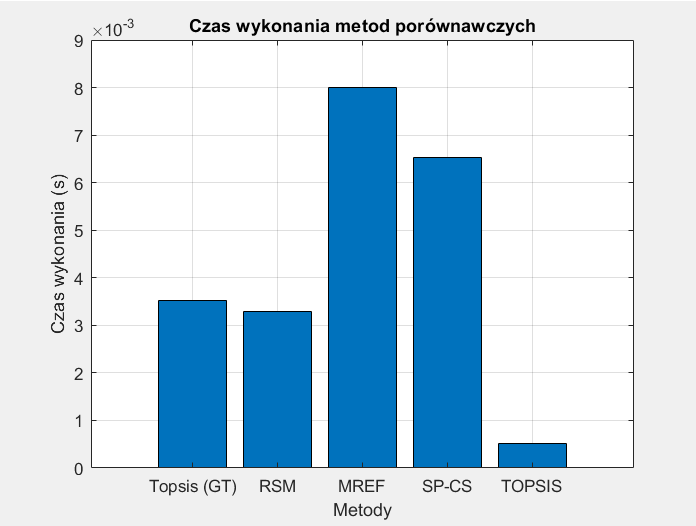 Czas wykonania metod porównawczych
×10⁻³
9
8
7
6
5
4
3
2
1
0
Czas wykonania (s)
Topsis (GT) RSM MREF SP-CS TOPSIS
Metody